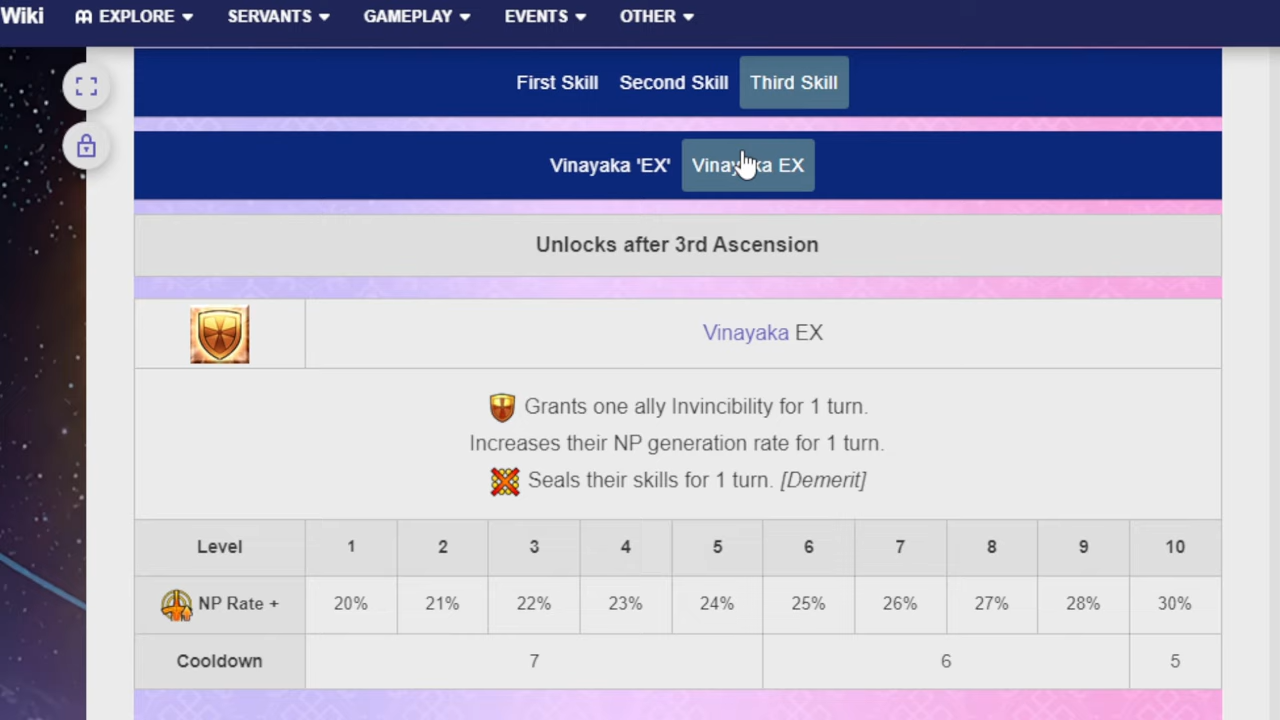 Wiki EXPLORE SERVANTS GAMEPLAY EVENTS OTHER
First Skill Second Skill Third Skill
Vinayaka 'EX' Vinayaka EX
Unlocks after 3rd Ascension
Vinayaka EX
Grants one ally Invincibility for 1 turn.
Increases their NP generation rate for 1 turn.
Seals their skills for 1 turn. [Demerit]
Level 1 2 3 4 5 6 7 8 9 10
NP Rate + 20% 21% 22% 23% 24% 25% 26% 27% 28% 30%
Cooldown 7 6 5